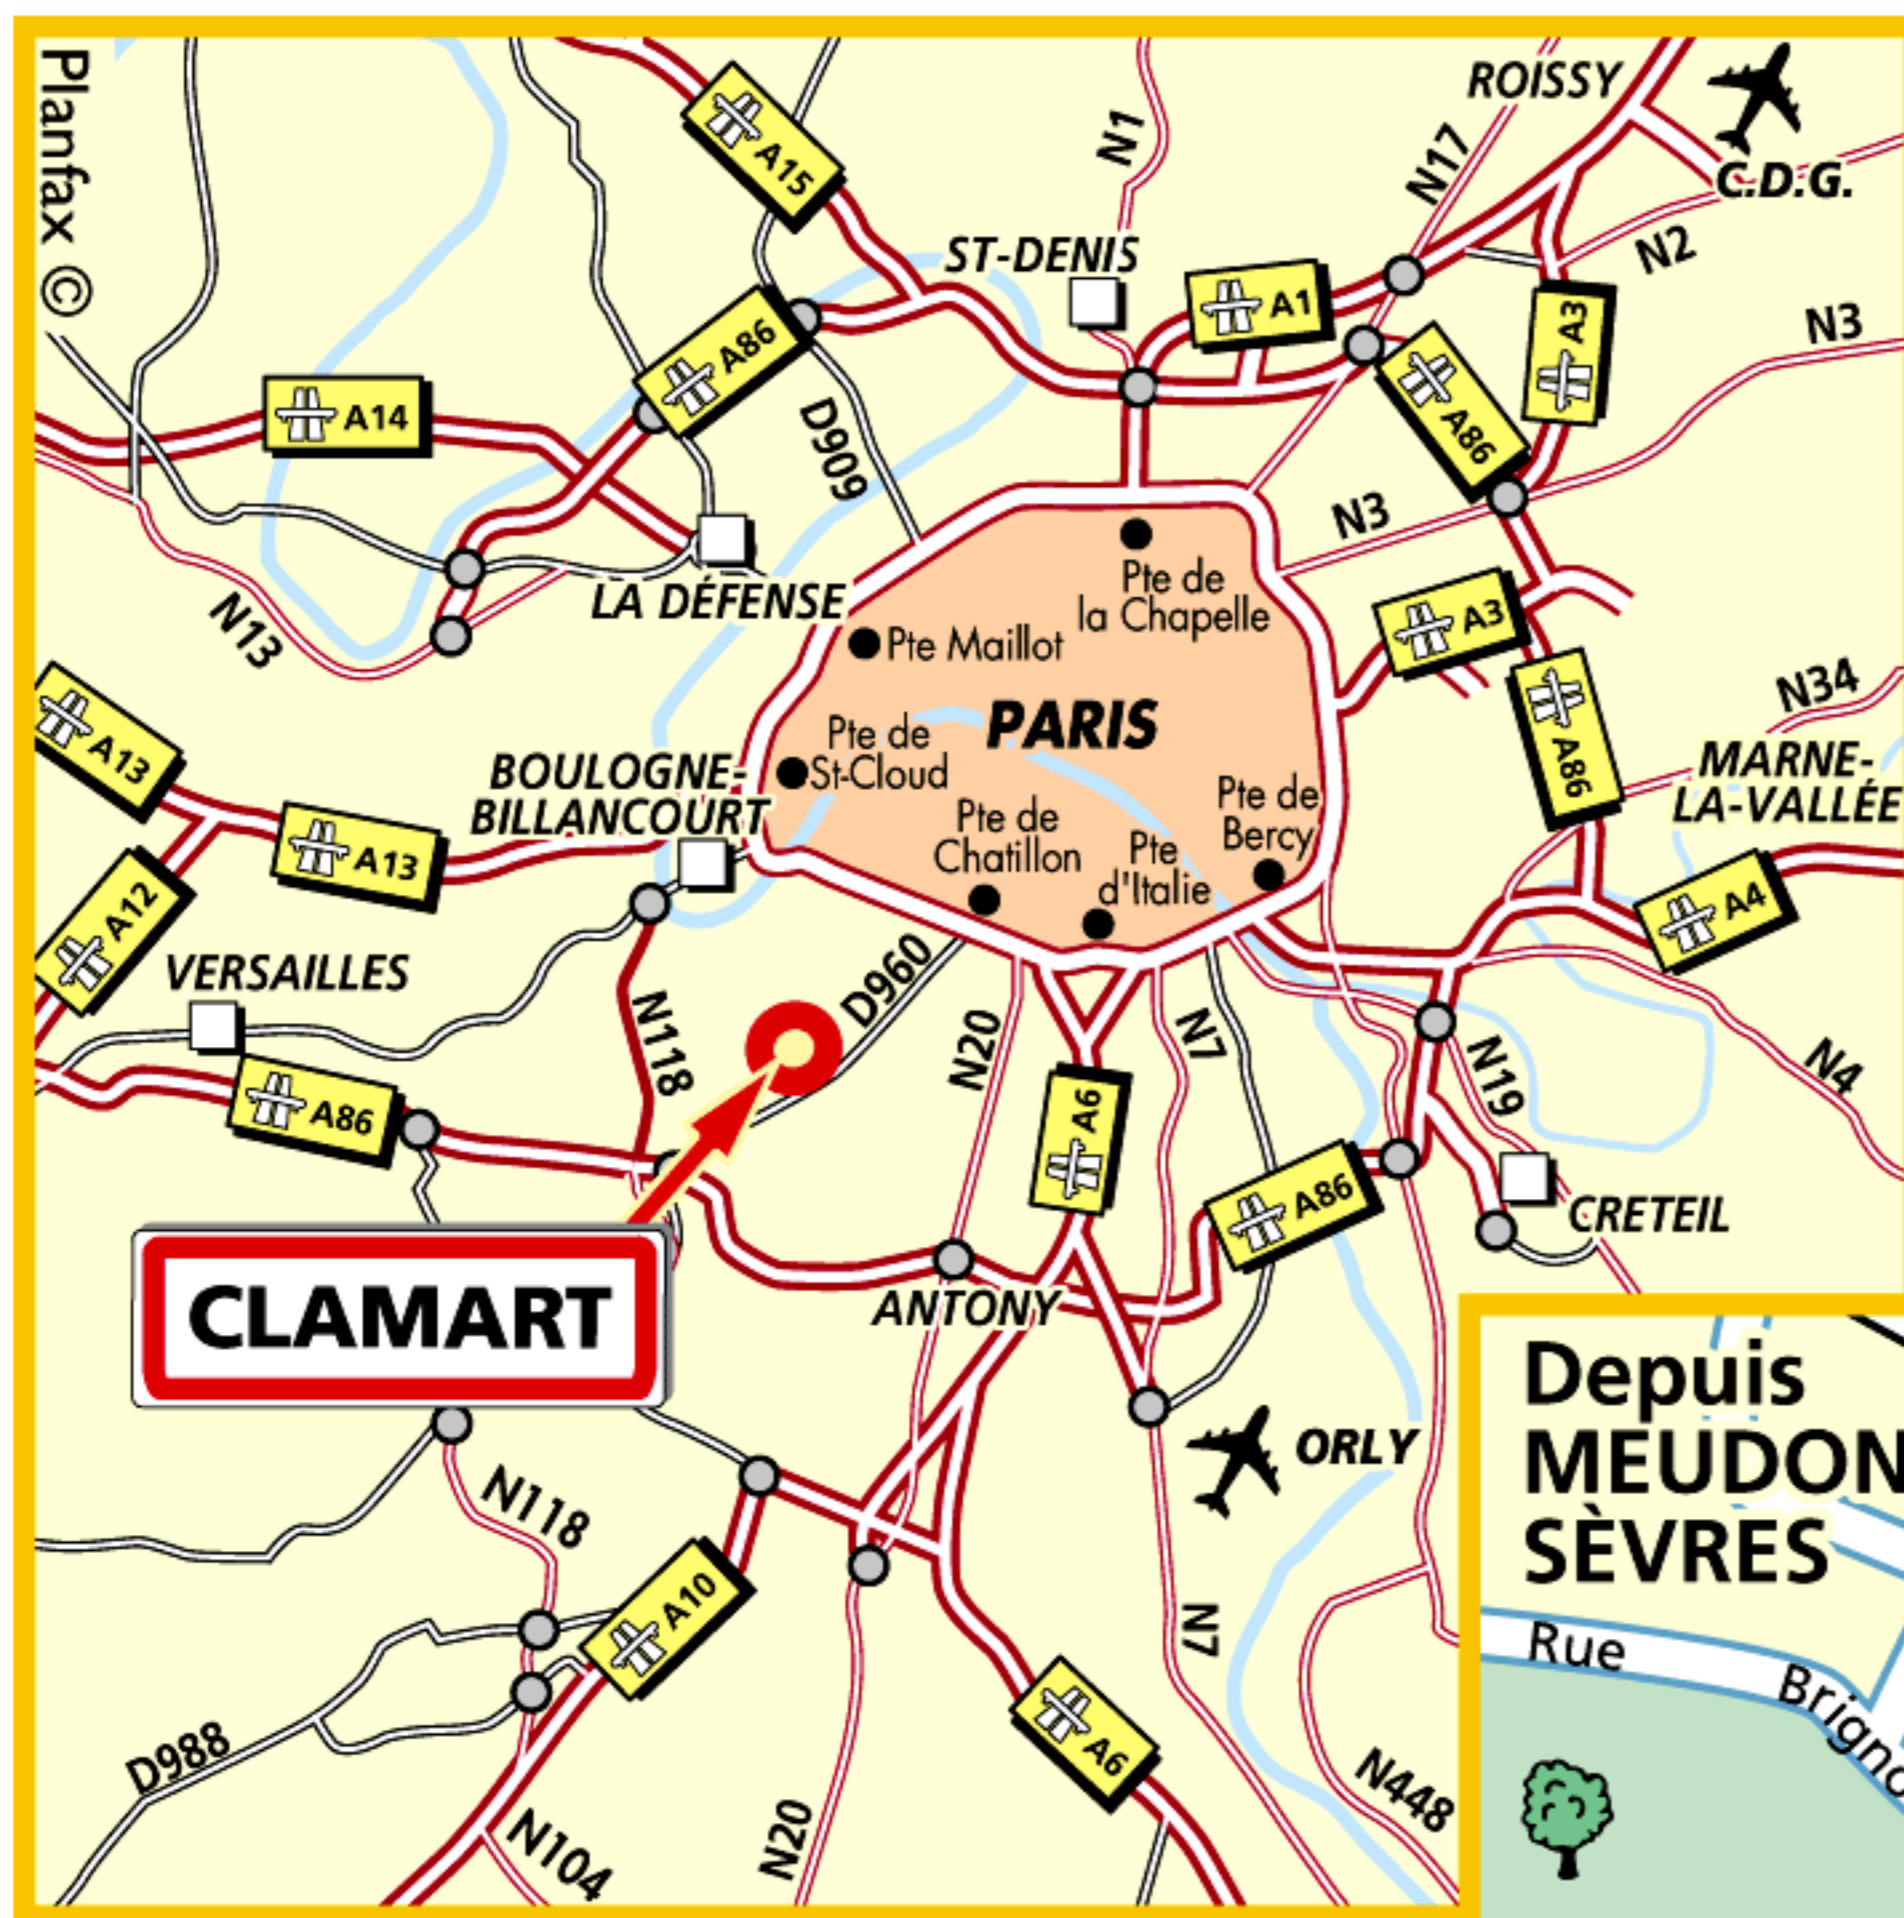 Planfax ©
ROISSY
C.D.G.
A15
N1
N17
N2
ST-DENIS
A1
A3
N3
A86
A86
A14
D909
N3
LA DÉFENSE
N13
Pte de
la Chapelle
Pte Maillot
A3
PARIS
N34
A13
Pte de
St-Cloud
A86
MARNE-
LA-VALLÉE
BOULOGNE-
BILLANCOURT
Pte de
Bercy
Pte de
Chatillon
Pte
d'Italie
A13
A12
A4
VERSAILLES
D960
N118
N20
N7
N19
N4
A86
A6
A86
CRETEIL
CLAMART
ANTONY
ORLY
Depuis
MEUDON
SÈVRES
N118
A10
N7
Rue
Brigno
A6
D988
N448
N104
N20